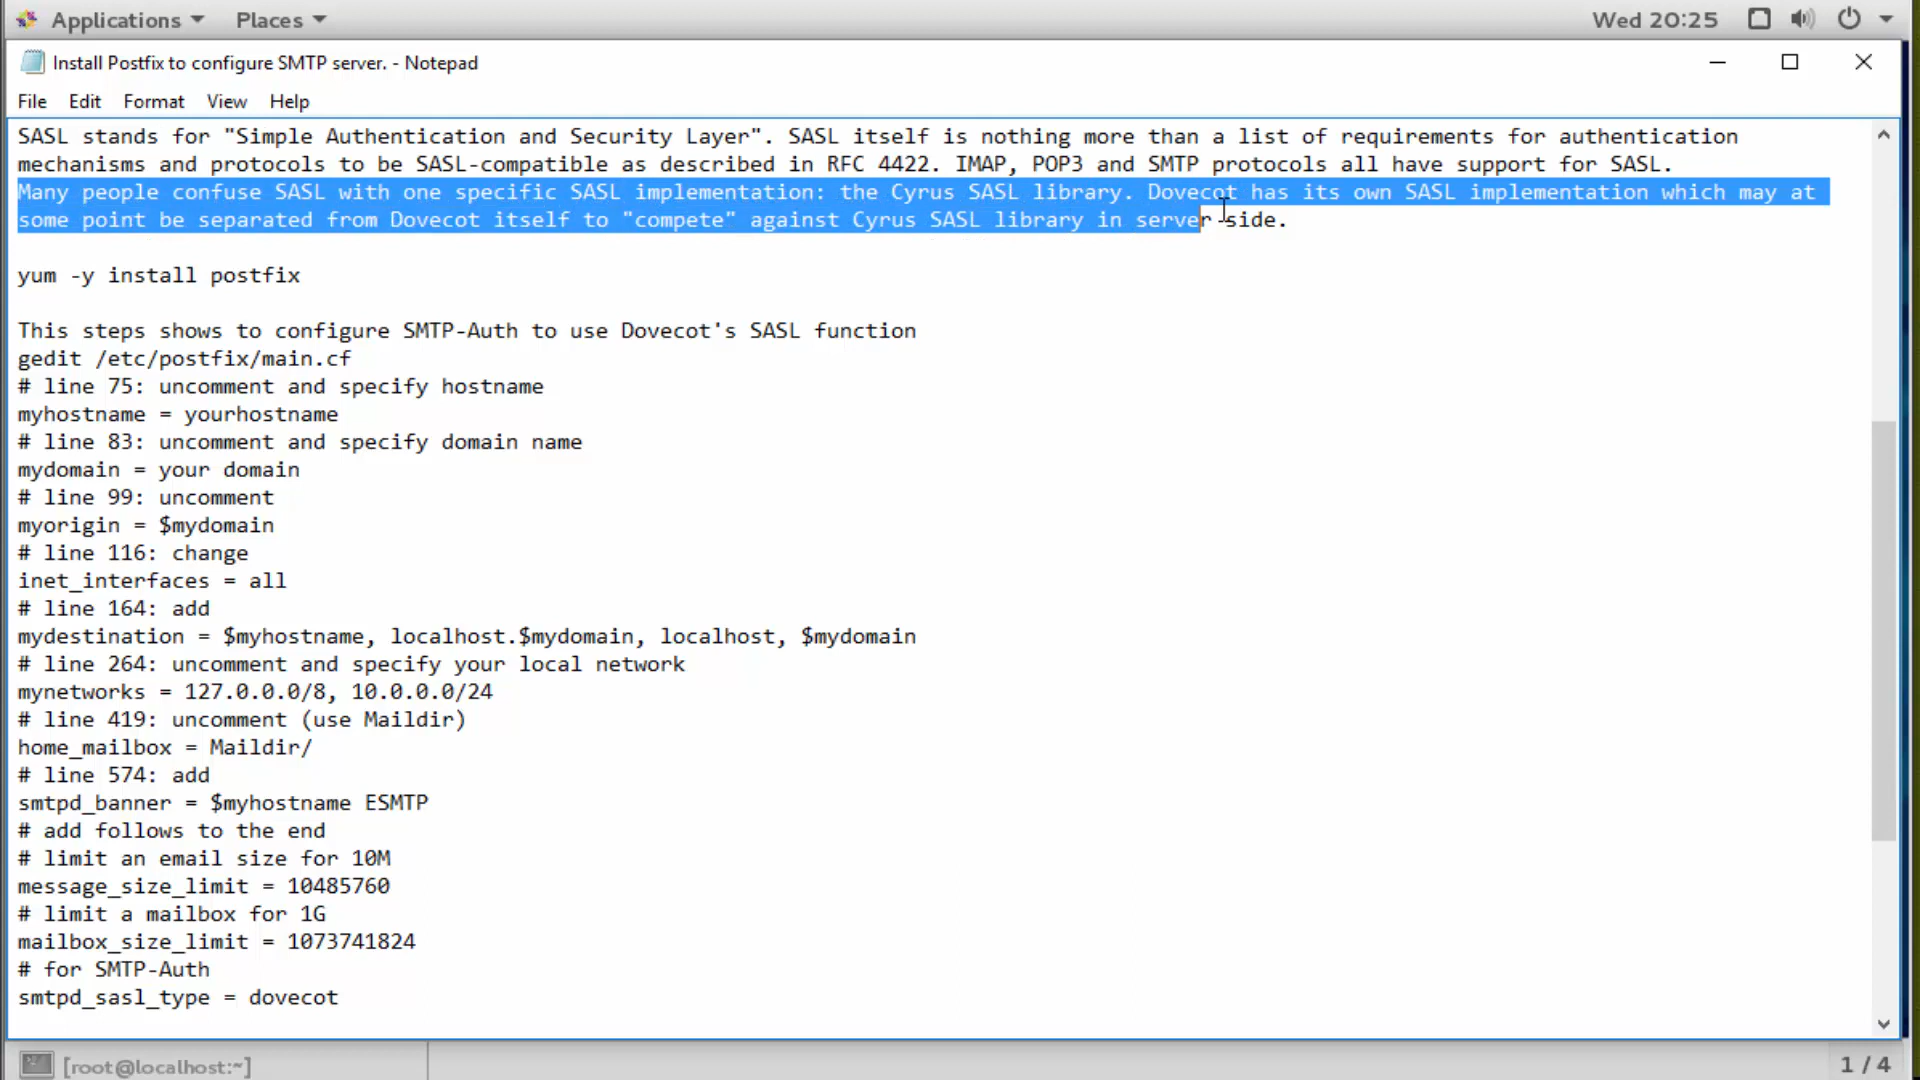 Applications Places Wed 20:25
Install Postfix to configure SMTP server. - Notepad
File Edit Format View Help
SASL stands for "Simple Authentication and Security Layer". SASL itself is nothing more than a list of requirements for authentication
mechanisms and protocols to be SASL-compatible as described in RFC 4422. IMAP, POP3 and SMTP protocols all have support for SASL.
Many people confuse SASL with one specific SASL implementation: the Cyrus SASL library. Dovecot has its own SASL implementation which may at
some point be separated from Dovecot itself to "compete" against Cyrus SASL library in server-side.
yum -y install postfix
This steps shows to configure SMTP-Auth to use Dovecot's SASL function
gedit /etc/postfix/main.cf
# line 75: uncomment and specify hostname
myhostname = yourhostname
# line 83: uncomment and specify domain name
mydomain = your domain
# line 99: uncomment
myorigin = $mydomain
# line 116: change
inet_interfaces = all
# line 164: add
mydestination = $myhostname, localhost.$mydomain, localhost, $mydomain
# line 264: uncomment and specify your local network
mynetworks = 127.0.0.0/8, 10.0.0.0/24
# line 419: uncomment (use Maildir)
home_mailbox = Maildir/
# line 574: add
smtpd_banner = $myhostname ESMTP
# add follows to the end
# limit an email size for 10M
message_size_limit = 10485760
# limit a mailbox for 1G
mailbox_size_limit = 1073741824
# for SMTP-Auth
smtpd_sasl_type = dovecot
[root@localhost:~] 1 / 4